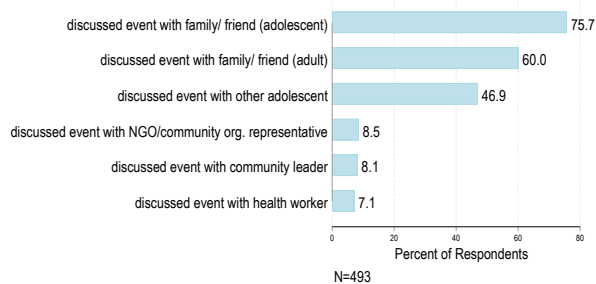 discussed event with family/ friend (adolescent) 75.7
discussed event with family/ friend (adult) 60.0
discussed event with other adolescent 46.9
discussed event with NGO/community org. representative 8.5
discussed event with community leader 8.1
discussed event with health worker 7.1
0 20 40 60 80
Percent of Respondents
N=493